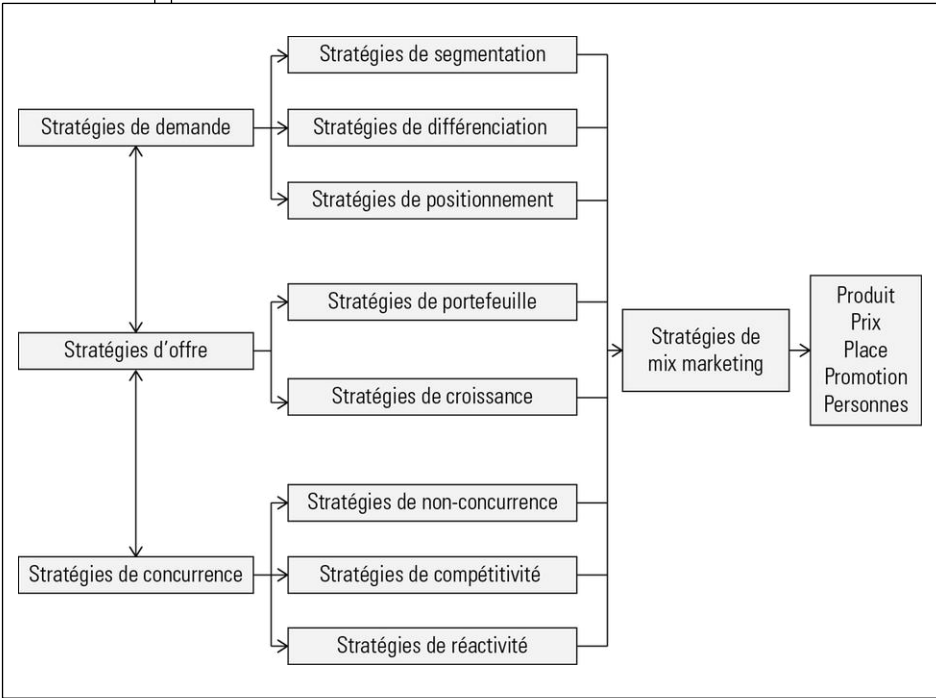 Stratégies de segmentation
Stratégies de demande
Stratégies de différenciation
Stratégies de positionnement
Stratégies de portefeuille
Stratégies d'offre
Stratégies de croissance
Stratégies de non-concurrence
Stratégies de concurrence
Stratégies de compétitivité
Stratégies de réactivité
Stratégies de
mix marketing
Produit
Prix
Place
Promotion
Personnes